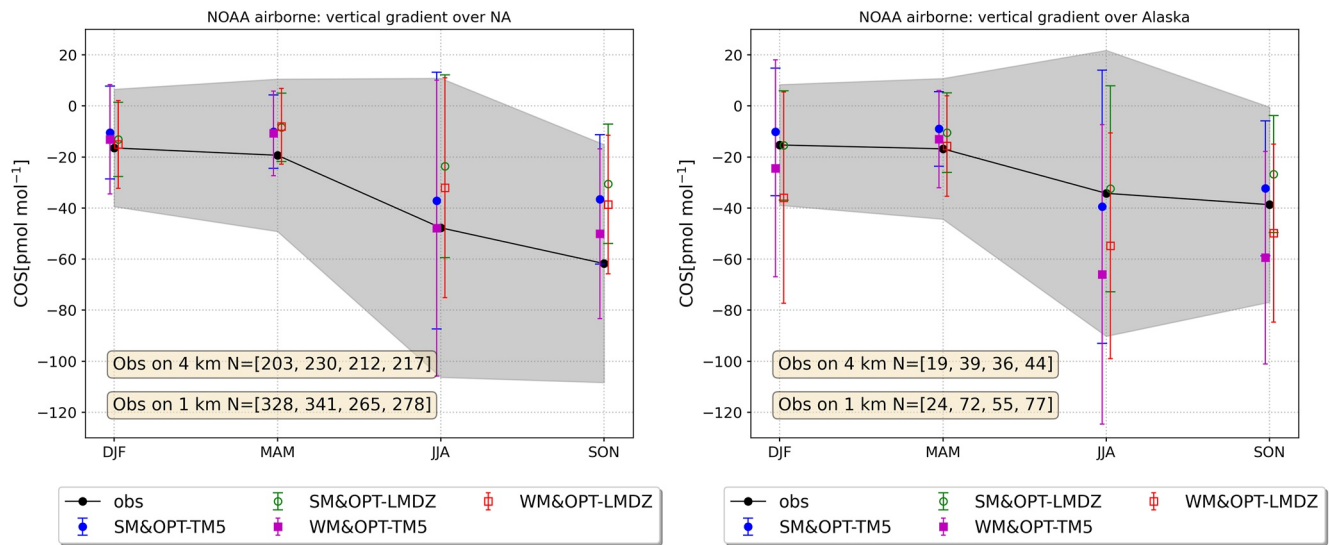 NOAA airborne: vertical gradient over NA
COS[pmol mol⁻¹]
20
0
−20
−40
−60
−80
−100
−120
Obs on 4 km N=[203, 230, 212, 217]
Obs on 1 km N=[328, 341, 265, 278]
DJF MAM JJA SON
obs SM&OPT-LMDZ WM&OPT-LMDZ
SM&OPT-TM5 WM&OPT-TM5
NOAA airborne: vertical gradient over Alaska
COS[pmol mol⁻¹]
20
0
−20
−40
−60
−80
−100
−120
Obs on 4 km N=[19, 39, 36, 44]
Obs on 1 km N=[24, 72, 55, 77]
DJF MAM JJA SON
obs SM&OPT-LMDZ WM&OPT-LMDZ
SM&OPT-TM5 WM&OPT-TM5